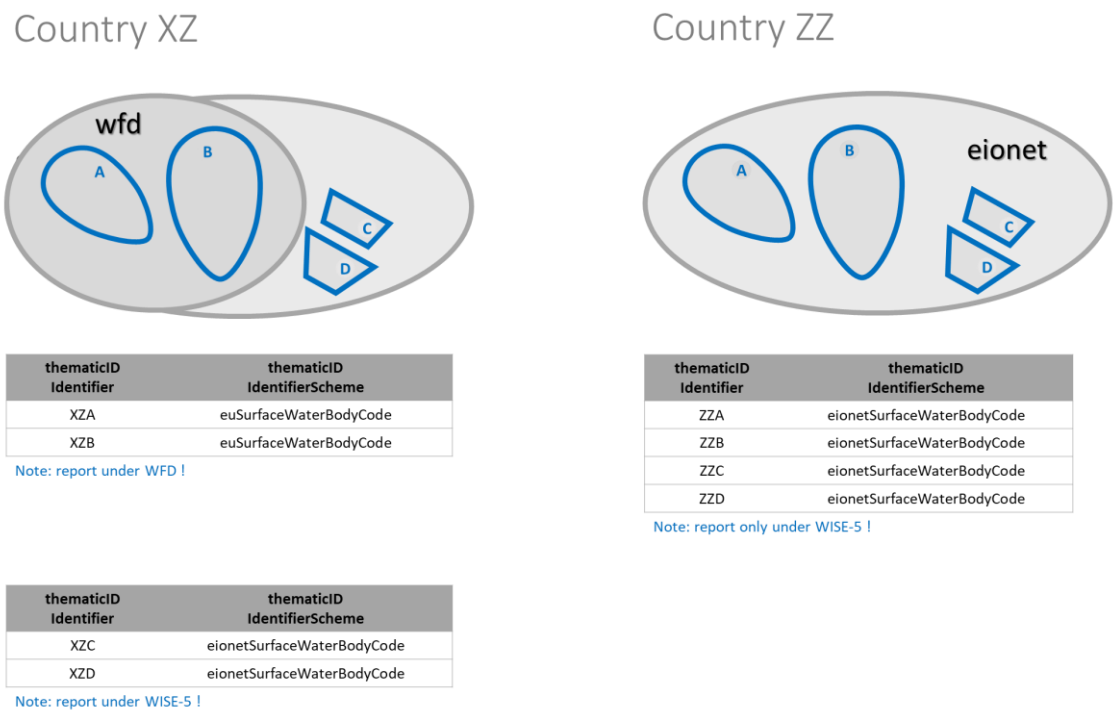 Country XZ
wfd
A
B
C
D
thematicID thematicID
Identifier IdentifierScheme
XZA euSurfaceWaterBodyCode
XZB euSurfaceWaterBodyCode
Note: report under WFD !
thematicID thematicID
Identifier IdentifierScheme
XZC eionetSurfaceWaterBodyCode
XZD eionetSurfaceWaterBodyCode
Note: report under WISE-5 !
Country ZZ
eionet
A
B
C
D
thematicID thematicID
Identifier IdentifierScheme
ZZA eionetSurfaceWaterBodyCode
ZZB eionetSurfaceWaterBodyCode
ZZC eionetSurfaceWaterBodyCode
ZZD eionetSurfaceWaterBodyCode
Note: report only under WISE-5 !